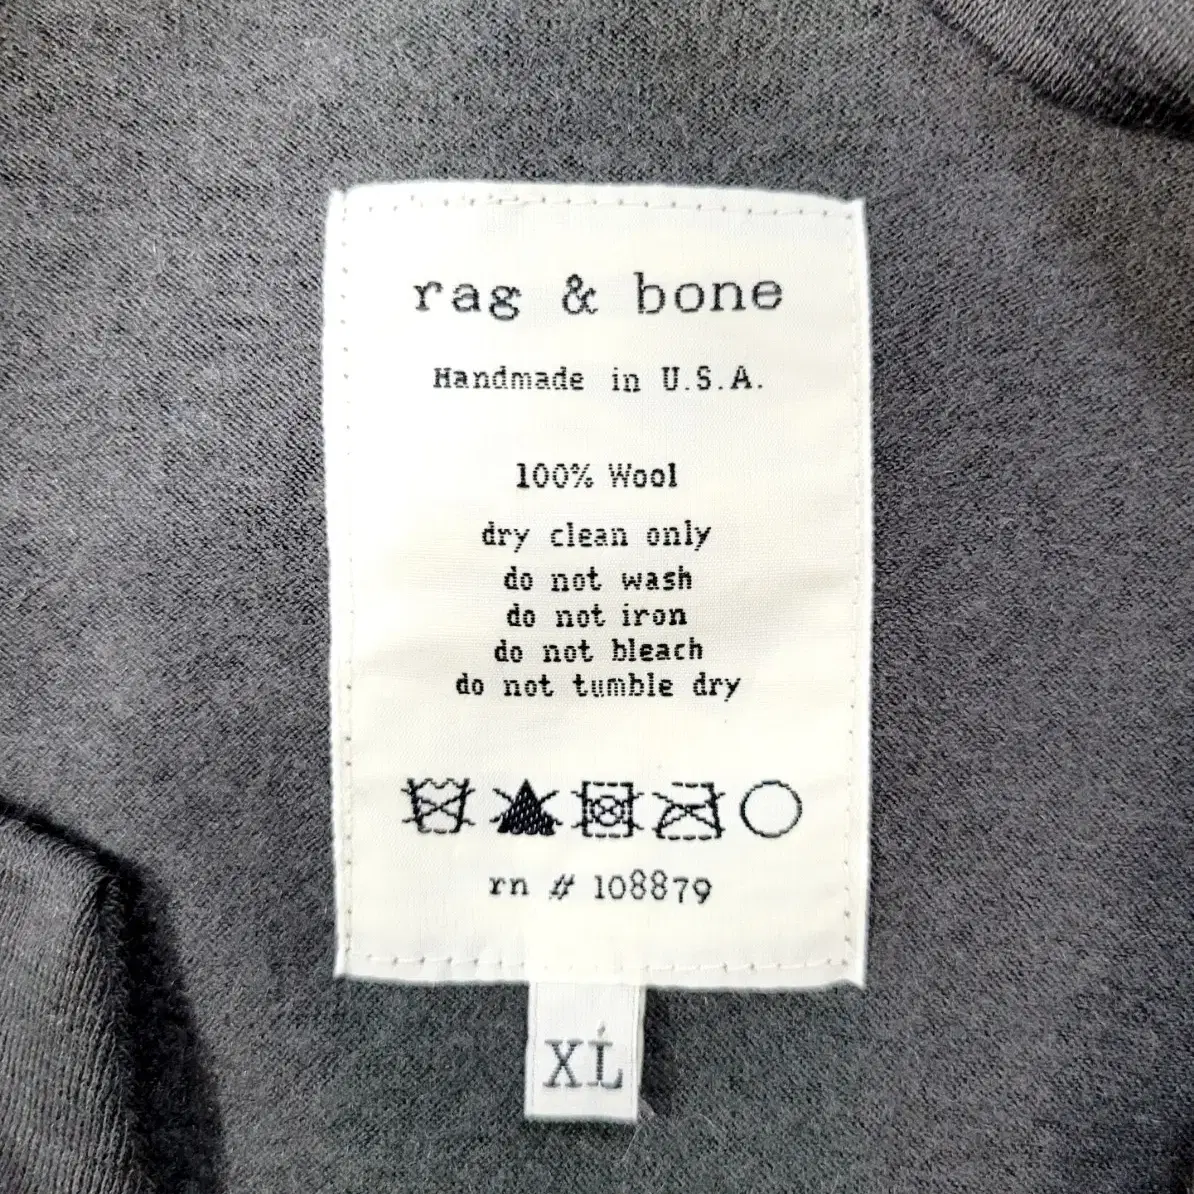 rag & bone
Handmade in U.S.A.
100% Wool
dry clean only
do not wash
do not iron
do not bleach
do not tumble dry
rn # 108879
XL